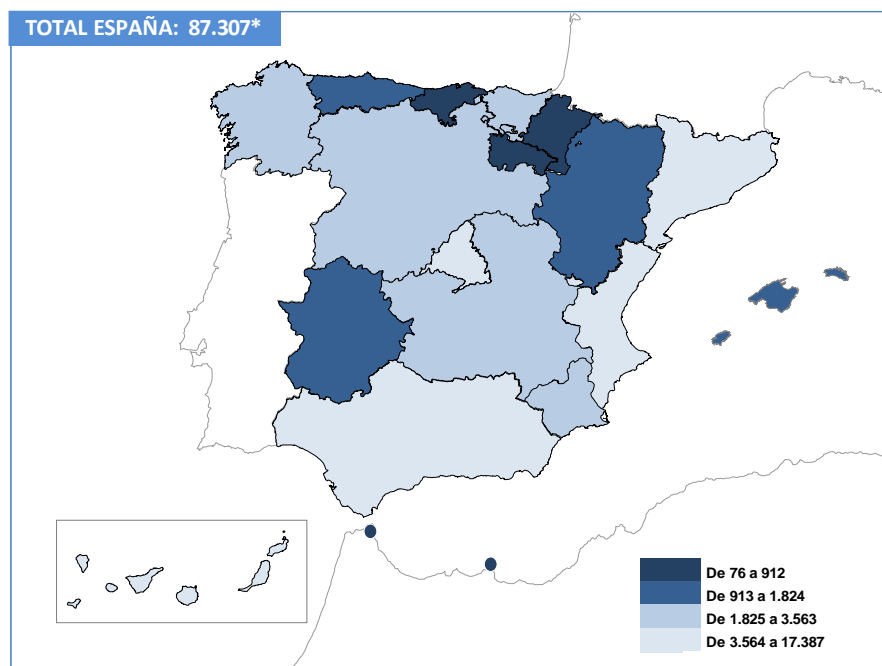 TOTAL ESPAÑA: 87.307*
De 76 a 912
De 913 a 1.824
De 1.825 a 3.563
De 3.564 a 17.387